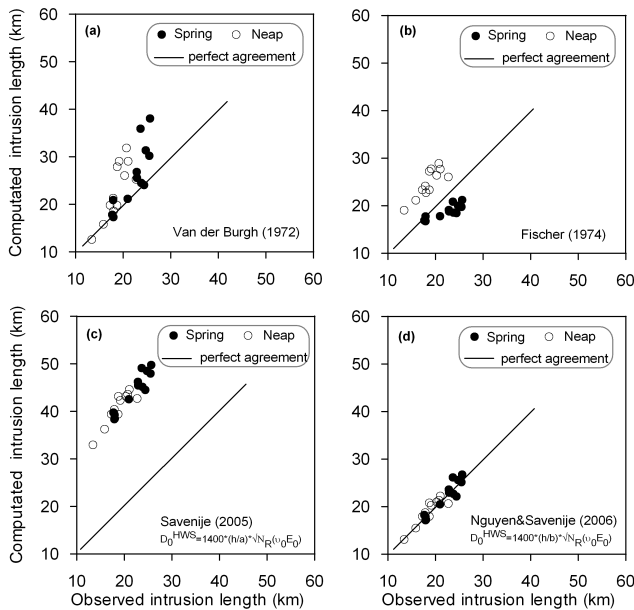 (a)
Spring Neap
perfect agreement
Van der Burgh (1972)
60
50
40
30
20
10
10 20 30 40 50 60
Computated intrusion length (km)
(b)
Spring Neap
perfect agreement
Fischer (1974)
60
50
40
30
20
10
10 20 30 40 50 60
(c)
Spring Neap
perfect agreement
Savenije (2005)
D₀ᴴᵂˢ=1400*(h/a)*√N_R(υ₀E₀)
60
50
40
30
20
10
10 20 30 40 50 60
Computated intrusion length (km)
Observed intrusion length (km)
(d)
Spring Neap
perfect agreement
Nguyen&Savenije (2006)
D₀ᴴᵂˢ=1400*(h/b)*√N_R(υ₀E₀)
60
50
40
30
20
10
10 20 30 40 50 60
Observed intrusion length (km)